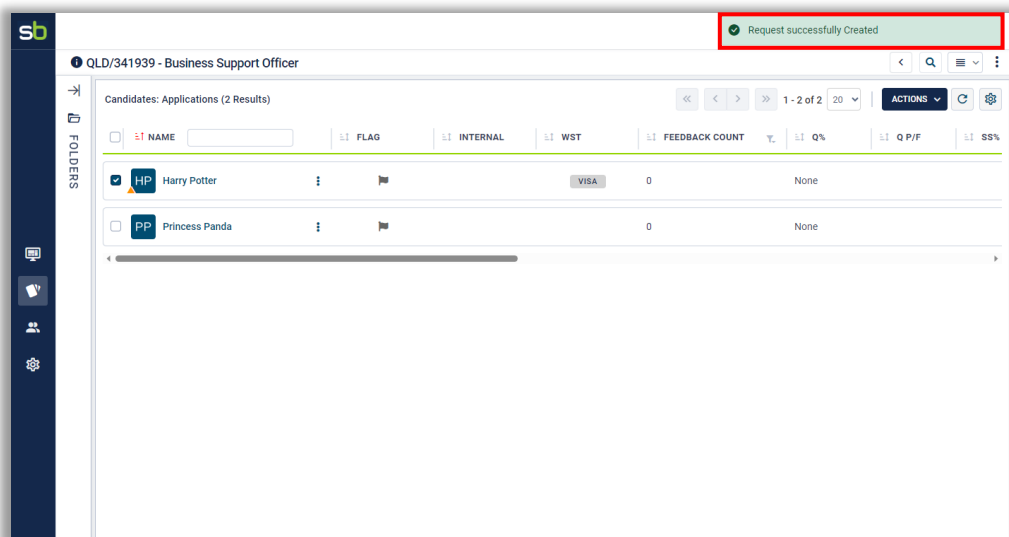 sb
Request successfully Created
QLD/341939 - Business Support Officer
FOLDERS
Candidates: Applications (2 Results)
1 - 2 of 2 20 ACTIONS
NAME FLAG INTERNAL WST FEEDBACK COUNT Q% Q P/F SS%
HP Harry Potter VISA 0 None
PP Princess Panda 0 None